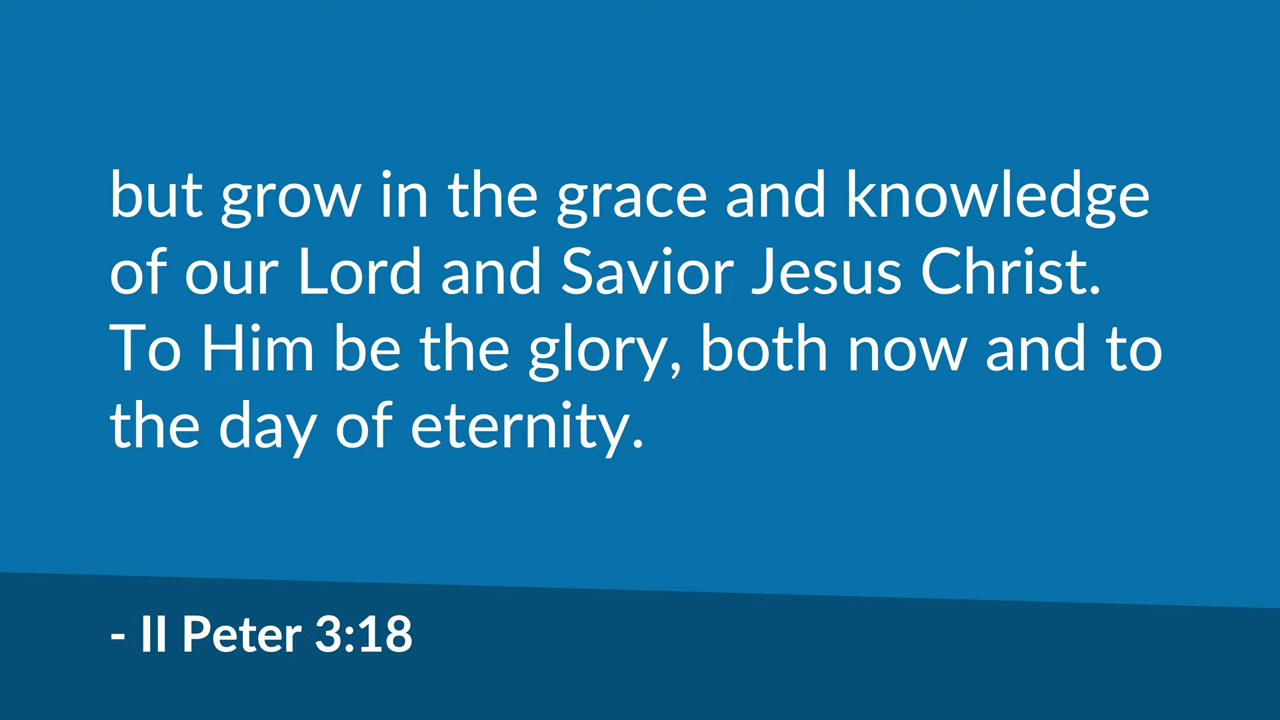 but grow in the grace and knowledge
of our Lord and Savior Jesus Christ.
To Him be the glory, both now and to
the day of eternity.
- II Peter 3:18